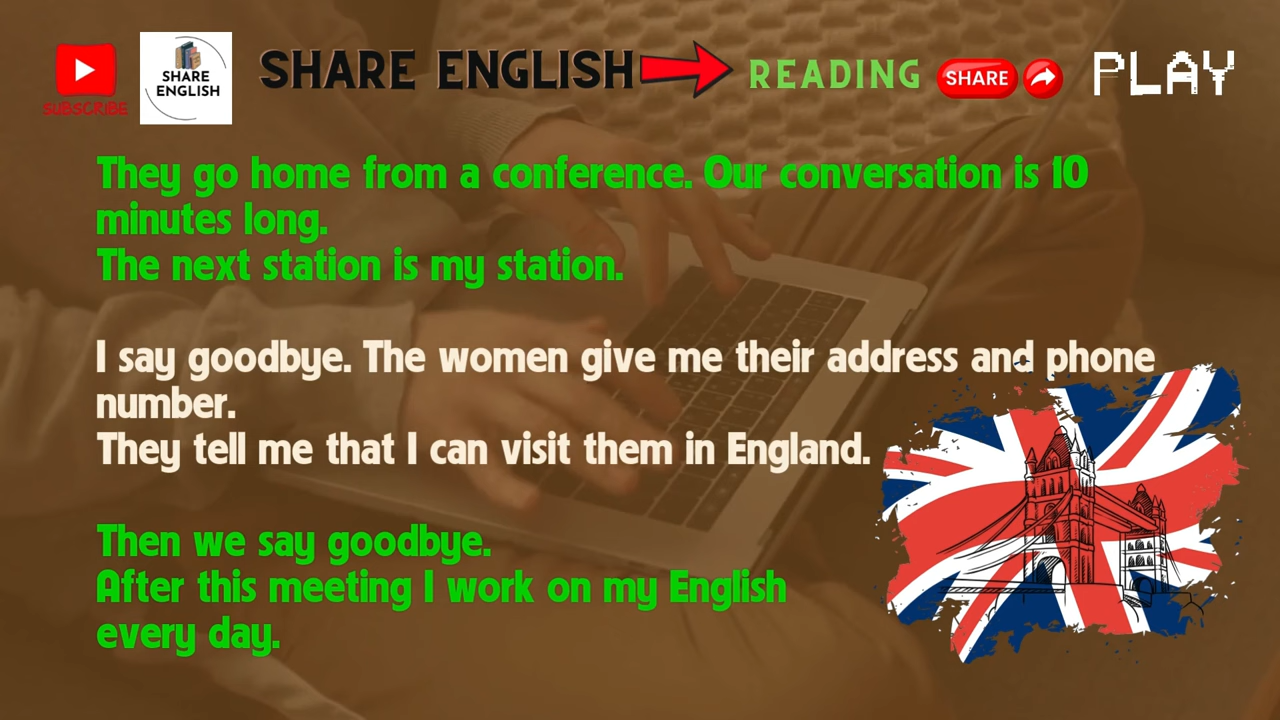 SUBSCRIBE
SHARE
ENGLISH
SHARE ENGLISH
READING
SHARE
PLAY
They go home from a conference. Our conversation is 10
minutes long.
The next station is my station.
I say goodbye. The women give me their address and phone
number.
They tell me that I can visit them in England.
Then we say goodbye.
After this meeting I work on my English
every day.